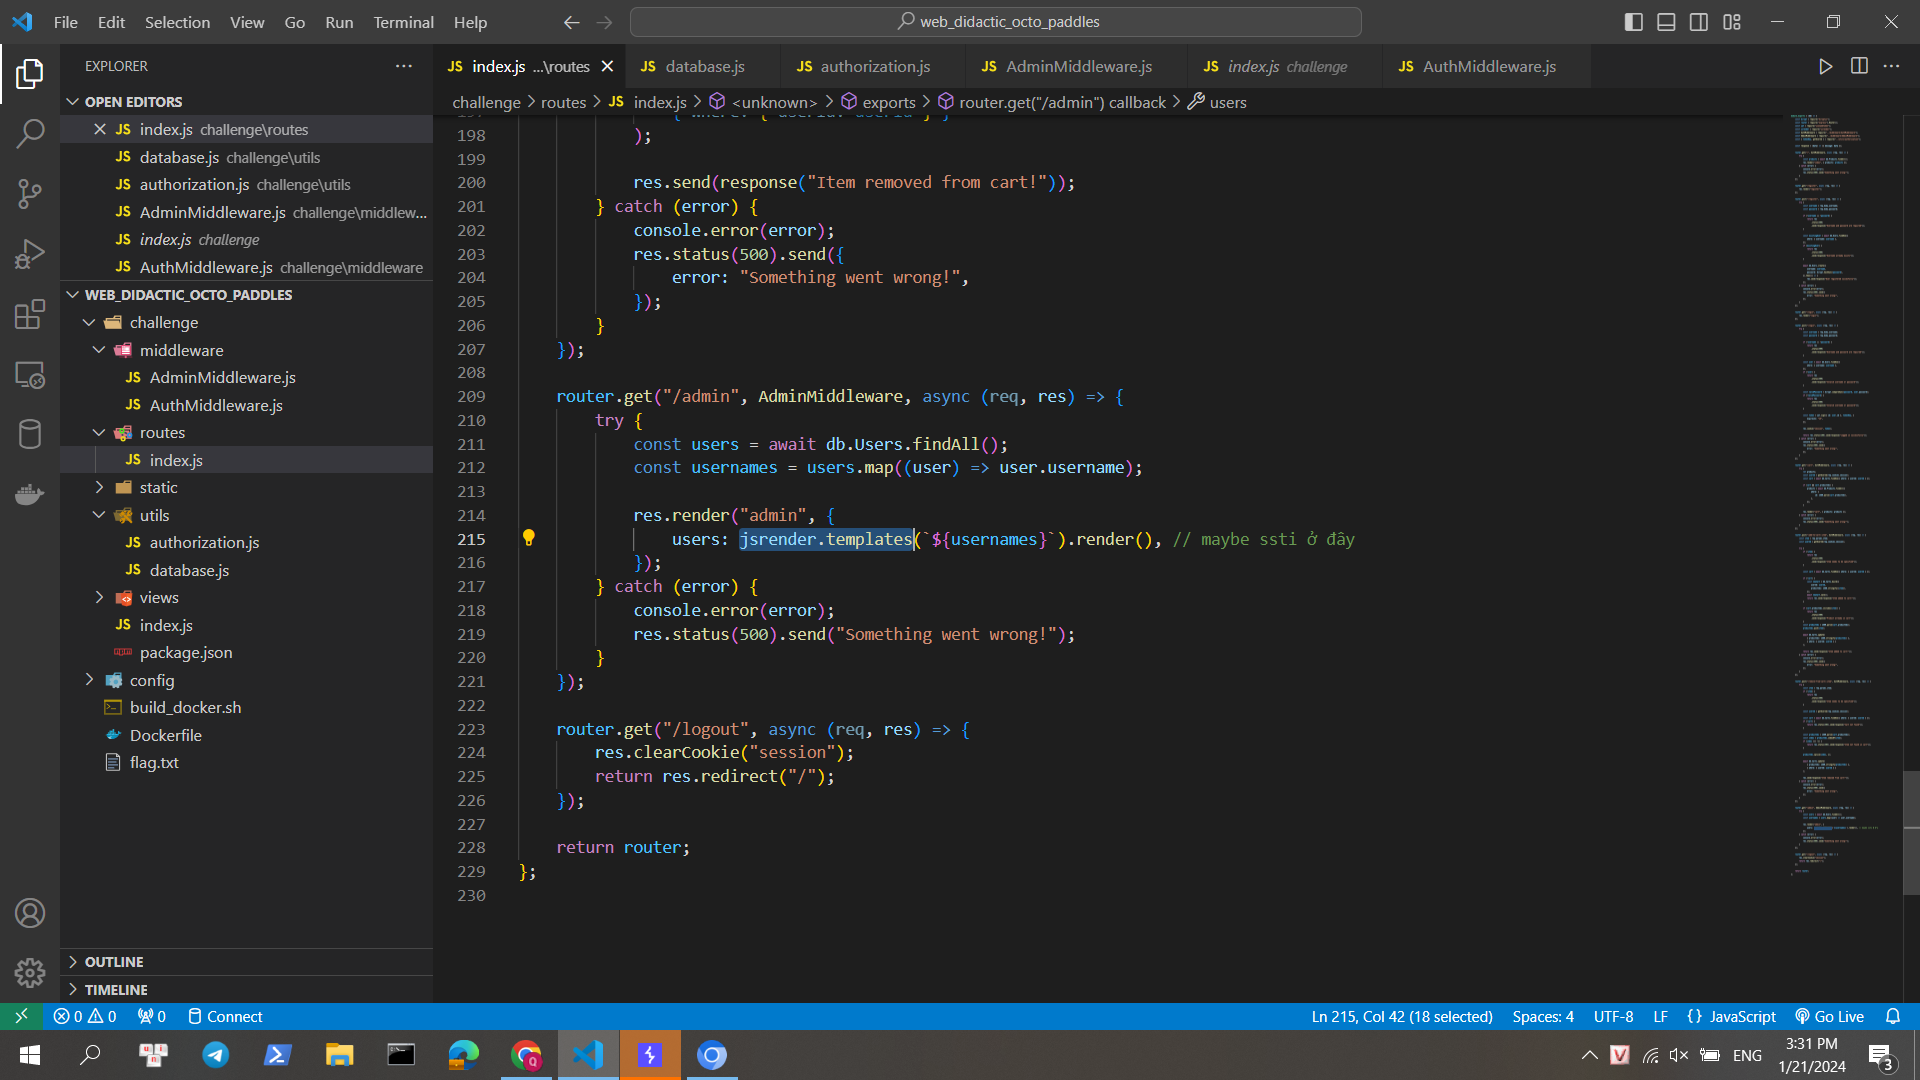 File Edit Selection View Go Run Terminal Help
web_didactic_octo_paddles
EXPLORER
OPEN EDITORS
JS index.js challenge\routes
JS database.js challenge\utils
JS authorization.js challenge\utils
JS AdminMiddleware.js challenge\middlew...
JS index.js challenge
JS AuthMiddleware.js challenge\middleware
WEB_DIDACTIC_OCTO_PADDLES
challenge
middleware
JS AdminMiddleware.js
JS AuthMiddleware.js
routes
JS index.js
static
utils
JS authorization.js
JS database.js
views
JS index.js
package.json
config
build_docker.sh
Dockerfile
flag.txt
OUTLINE
TIMELINE
JS index.js ...\routes
JS database.js
JS authorization.js
JS AdminMiddleware.js
JS index.js challenge
JS AuthMiddleware.js
challenge > routes > JS index.js > <unknown> > exports > router.get("/admin") callback > users
198 );
199
200 res.send(response("Item removed from cart!"));
201 } catch (error) {
202 console.error(error);
203 res.status(500).send({
204 error: "Something went wrong!",
205 });
206 }
207 });
208
209 router.get("/admin", AdminMiddleware, async (req, res) => {
210 try {
211 const users = await db.Users.findAll();
212 const usernames = users.map((user) => user.username);
213
214 res.render("admin", {
215 users: jsrender.templates(`${usernames}`).render(), // maybe ssti ở đây
216 });
217 } catch (error) {
218 console.error(error);
219 res.status(500).send("Something went wrong!");
220 }
221 });
222
223 router.get("/logout", async (req, res) => {
224 res.clearCookie("session");
225 return res.redirect("/");
226 });
227
228 return router;
229 };
230
0 0 0 Connect
Ln 215, Col 42 (18 selected) Spaces: 4 UTF-8 LF {} JavaScript Go Live
ENG
3:31 PM
1/21/2024
3